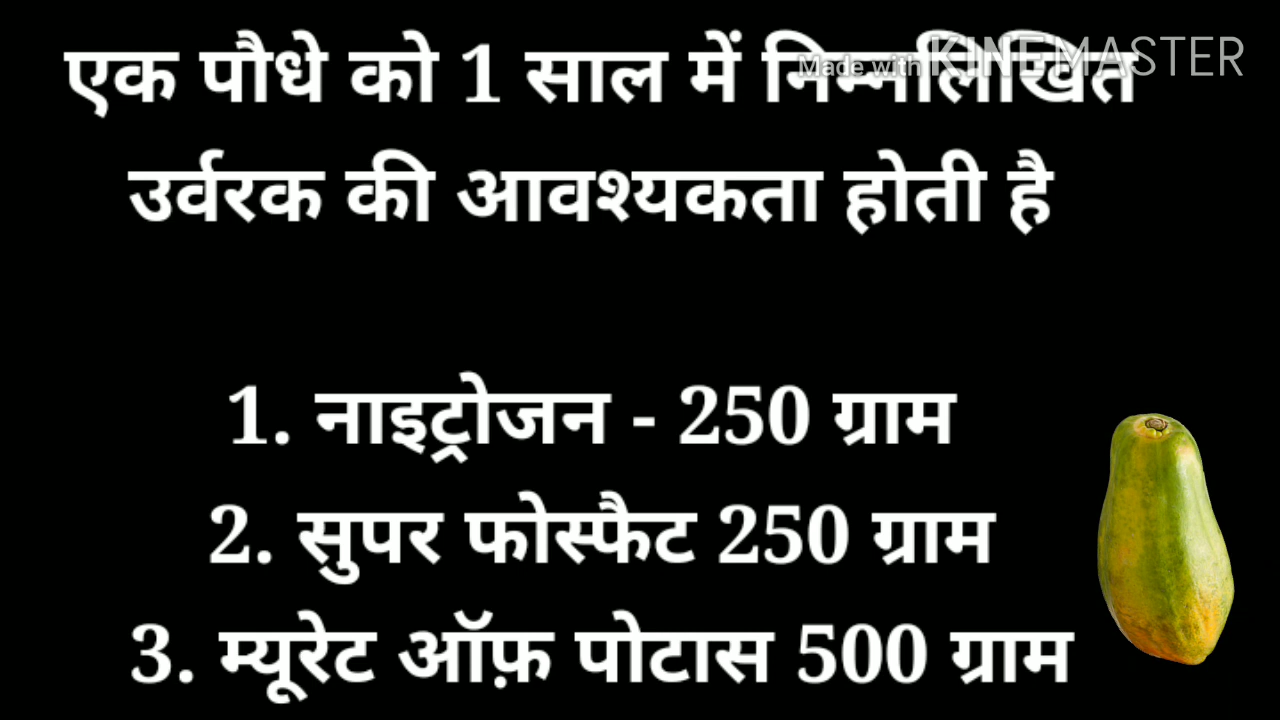 एक पौधे को 1 साल में निम्नलिखित
Made with KINEMASTER
उर्वरक की आवश्यकता होती है
1. नाइट्रोजन - 250 ग्राम
2. सुपर फोस्फैट 250 ग्राम
3. म्यूरेट ऑफ़ पोटास 500 ग्राम